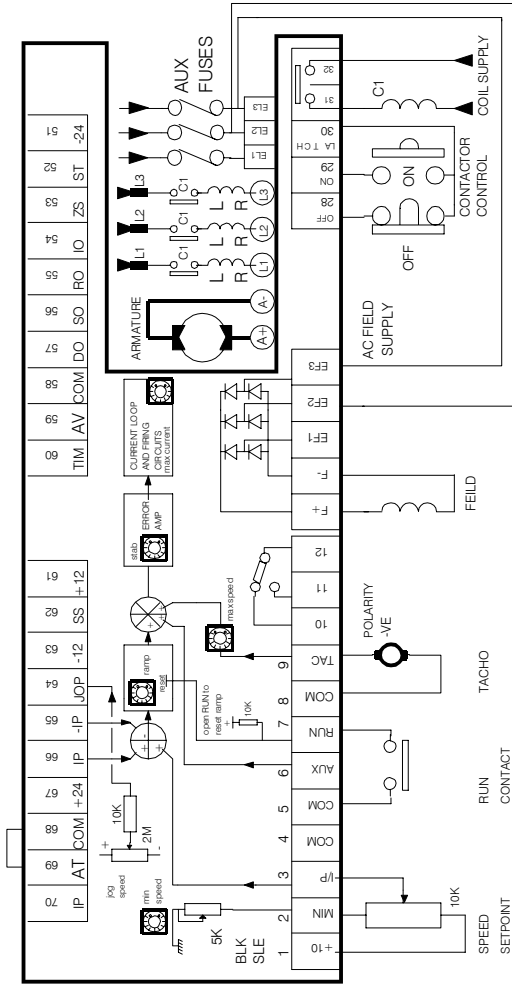 70 69 68 67 66 65 64 63 62 61
IP AT COM +24 IP -IP JOP -12 SS +12
60 59 58 57 56 55 54 53 52 51
TIM AV COM DO SO RO IO ZS ST -24
jog
speed
+
-
10K
2M
min
speed
5K
BLK
SLE
+ -
+
ramp
reset
open RUN to
reset ramp
+
10K
+ +
+
stab
ERROR
AMP
max speed
CURRENT LOOP
AND FIRING
CIRCUITS
max current
ARMATURE
A+ A-
L1 L2 L3
C1 C1 C1
L L L
R R R
L1 L2 L3
AUX
FUSES
EL1 EL2 EL3
1 2 3 4 5 6 7 8 9 10 11 12
+10 MIN I/P COM COM AUX RUN COM TAC
F+ F- EF1 EF2 EF3
28 29 30 31 32
OFF ON LATCH
SPEED
SETPOINT
10K
RUN
CONTACT
TACHO
POLARITY
-VE
FEILD
AC FIELD
SUPPLY
OFF
ON
CONTACTOR
CONTROL
C1
COIL SUPPLY